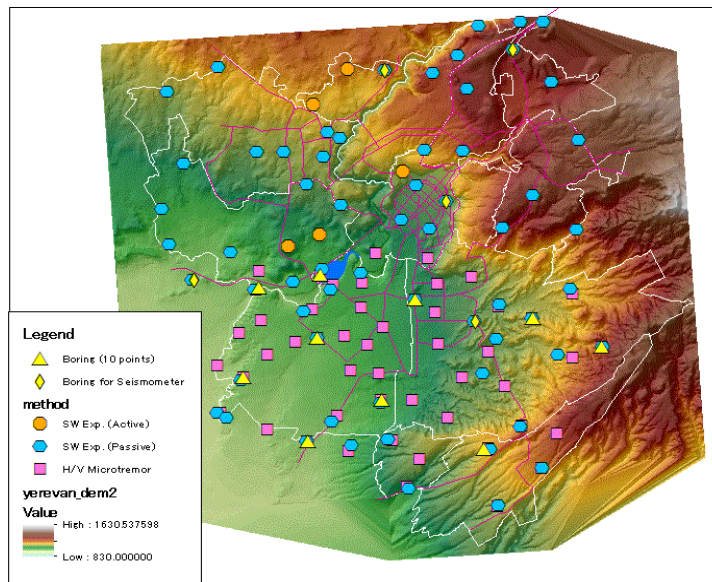 Legend
Boring (10 points)
Boring for Seismometer
method
SW Exp. (Active)
SW Exp. (Passive)
H/V Microtremor
yerevan_dem2
Value
High : 1630.537598
Low : 830.000000